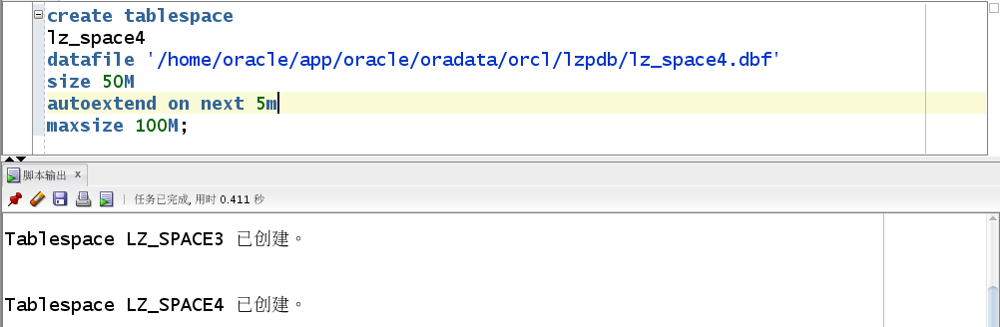 create tablespace
lz_space4
datafile '/home/oracle/app/oracle/oradata/orcl/lzpdb/lz_space4.dbf'
size 50M
autoextend on next 5m
maxsize 100M;
脚本输出 x
任务已完成, 用时 0.411 秒
Tablespace LZ_SPACE3 已创建。
Tablespace LZ_SPACE4 已创建。